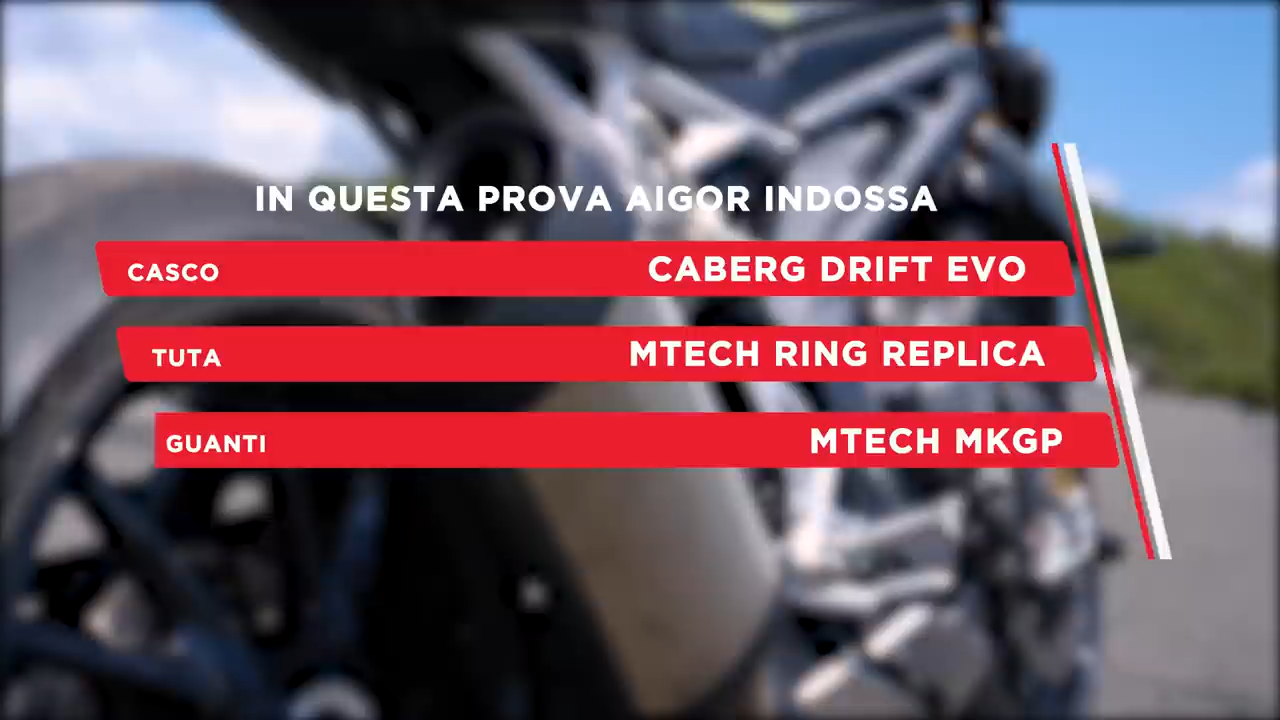 IN QUESTA PROVA AIGOR INDOSSA
CASCO CABERG DRIFT EVO
TUTA MTECH RING REPLICA
GUANTI MTECH MKGP